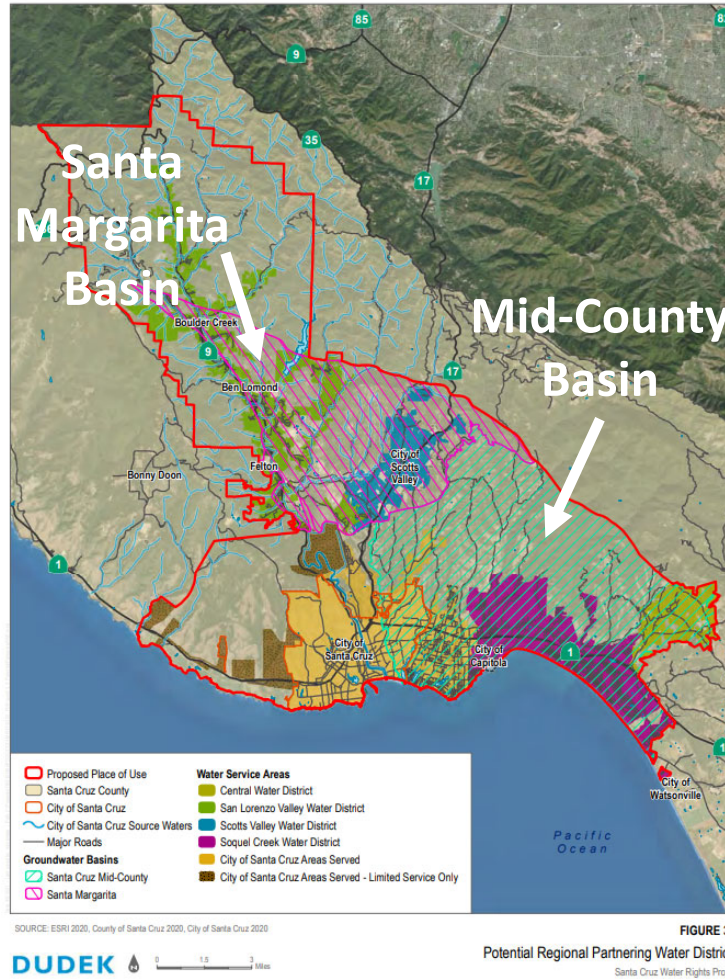 85
9
35
17
Santa
Margarita
Basin
Boulder Creek
9
Ben Lomond
Mid-County
Basin
17
City of
Scotts
Valley
Felton
Bonny Doon
1
City of
Santa Cruz
City of
Capitola
1
City of
Watsonville
Pacific
Ocean
Proposed Place of Use
Santa Cruz County
City of Santa Cruz
City of Santa Cruz Source Waters
Major Roads
Groundwater Basins
Santa Cruz Mid-County
Santa Margarita
Water Service Areas
Central Water District
San Lorenzo Valley Water District
Scotts Valley Water District
Soquel Creek Water District
City of Santa Cruz Areas Served
City of Santa Cruz Areas Served - Limited Service Only
SOURCE: ESRI 2020, County of Santa Cruz 2020, City of Santa Cruz 2020
FIGURE
Potential Regional Partnering Water Distri
Santa Cruz Water Rights Pro
DUDEK
0 1.5 3 Miles